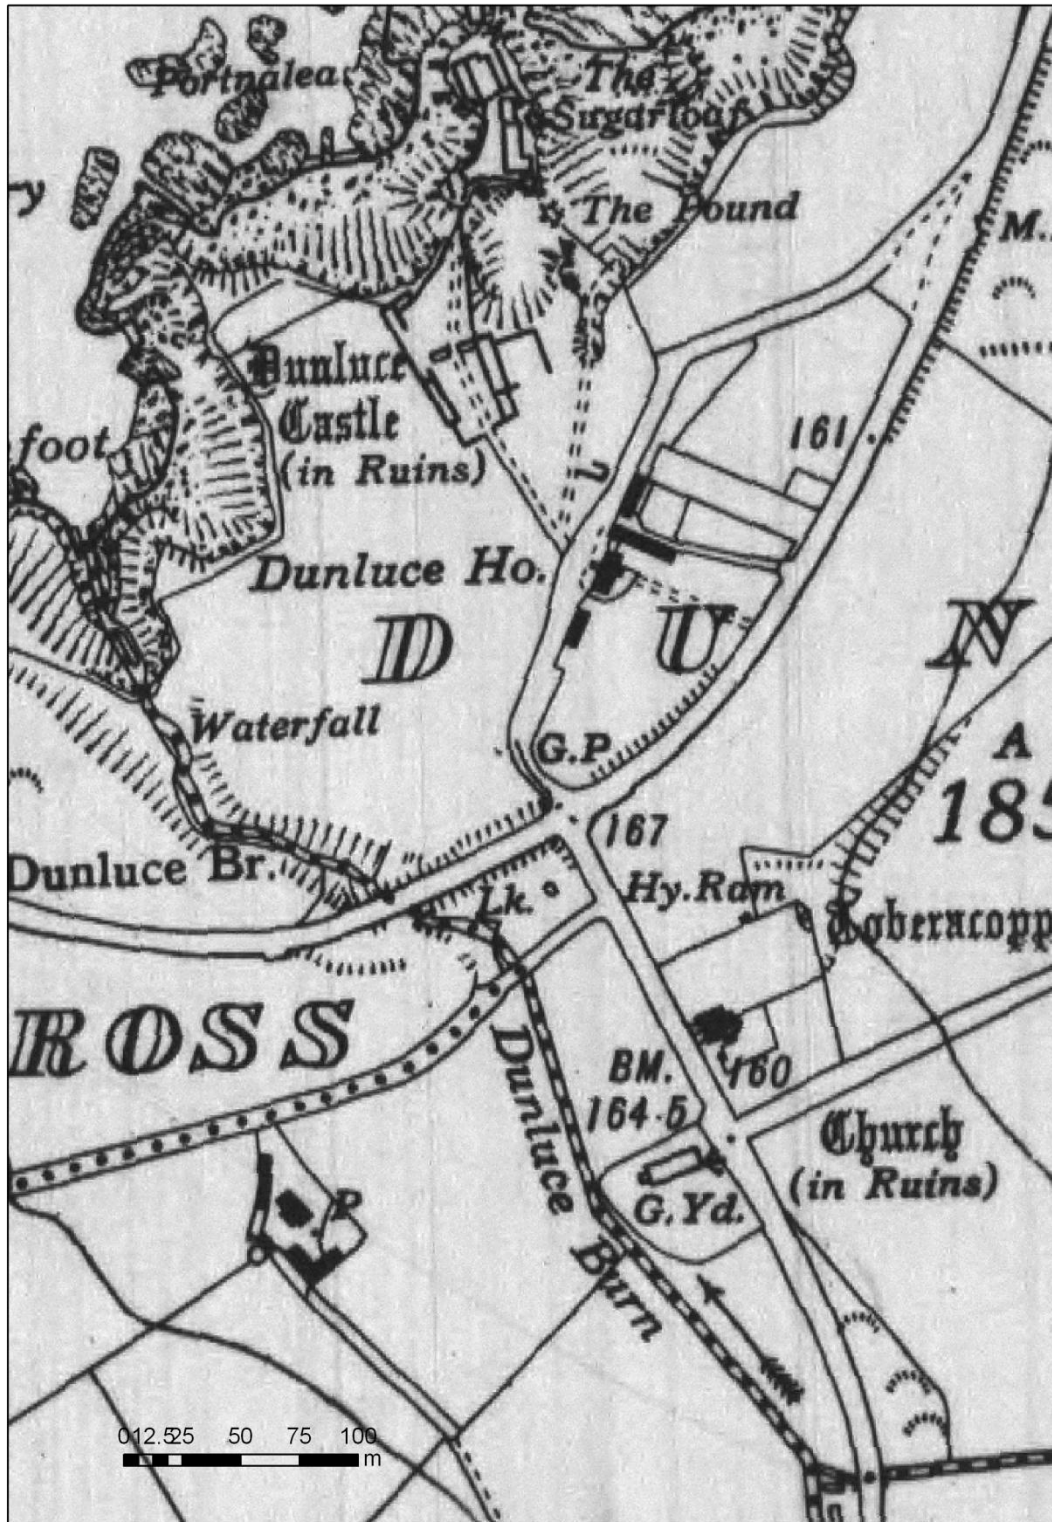 Portnalea
The
Sugarloaf
The Pound
M.
Dunluce
Castle
(in Ruins)
foot
161
Dunluce Ho.
D U N
Waterfall
G.P
A
185
167
Dunluce Br.
Lk.
Hy. Ram
Toberacopp
ROSS
Dunluce Burn
BM.
164·5
160
Church
(in Ruins)
G. Yd.
P
0 12.5 25 50 75 100
m